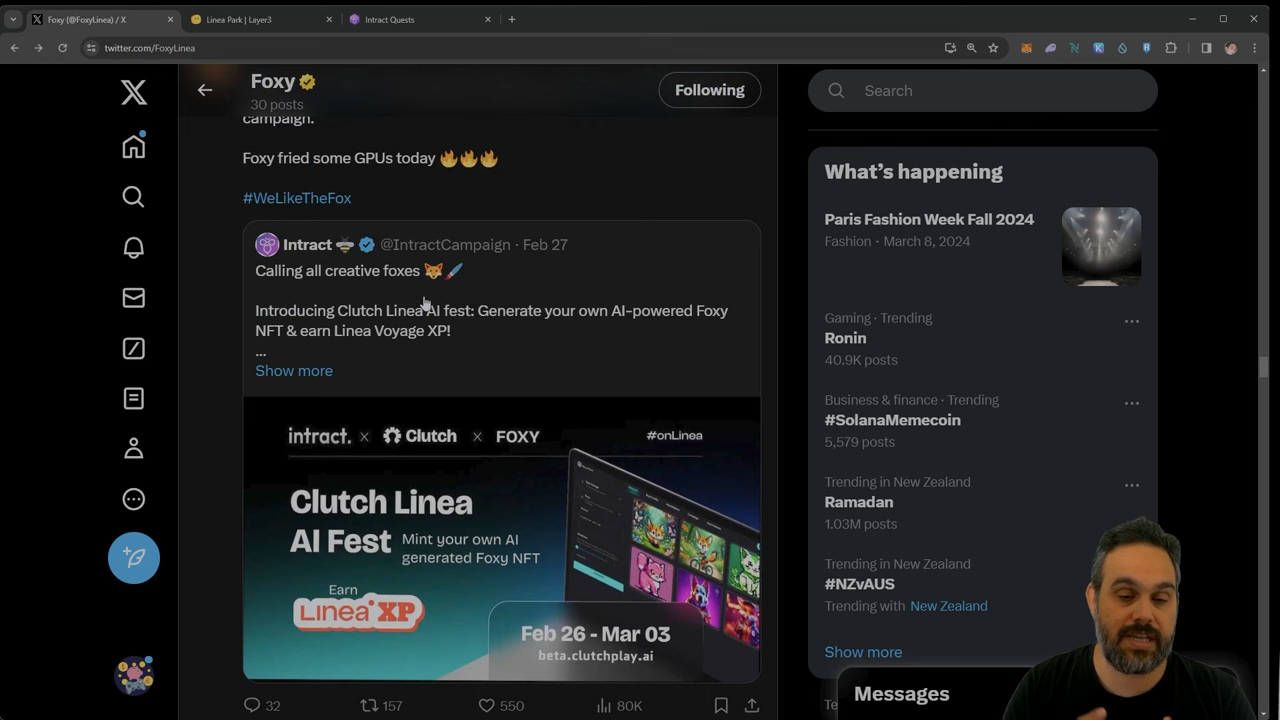 Foxy (@FoxyLinea) / X
Linea Park | Layer3
Intract Quests
twitter.com/FoxyLinea
Foxy
30 posts
Following
campaign.
Foxy fried some GPUs today 🔥🔥🔥
#WeLikeTheFox
Intract 🐝 @IntractCampaign · Feb 27
Calling all creative foxes 🦊🖌️
Introducing Clutch Linea AI fest: Generate your own AI-powered Foxy
NFT & earn Linea Voyage XP!
...
Show more
intract. x Clutch x FOXY
#onLinea
Clutch Linea
AI Fest
Mint your own AI
generated Foxy NFT
Earn
Linea XP
Feb 26 - Mar 03
beta.clutchplay.ai
32
157
550
80K
Search
What's happening
Paris Fashion Week Fall 2024
Fashion · March 8, 2024
Gaming · Trending
Ronin
40.9K posts
Business & finance · Trending
#SolanaMemecoin
5,579 posts
Trending in New Zealand
Ramadan
1.03M posts
Trending in New Zealand
#NZvAUS
Trending with New Zealand
Show more
Messages